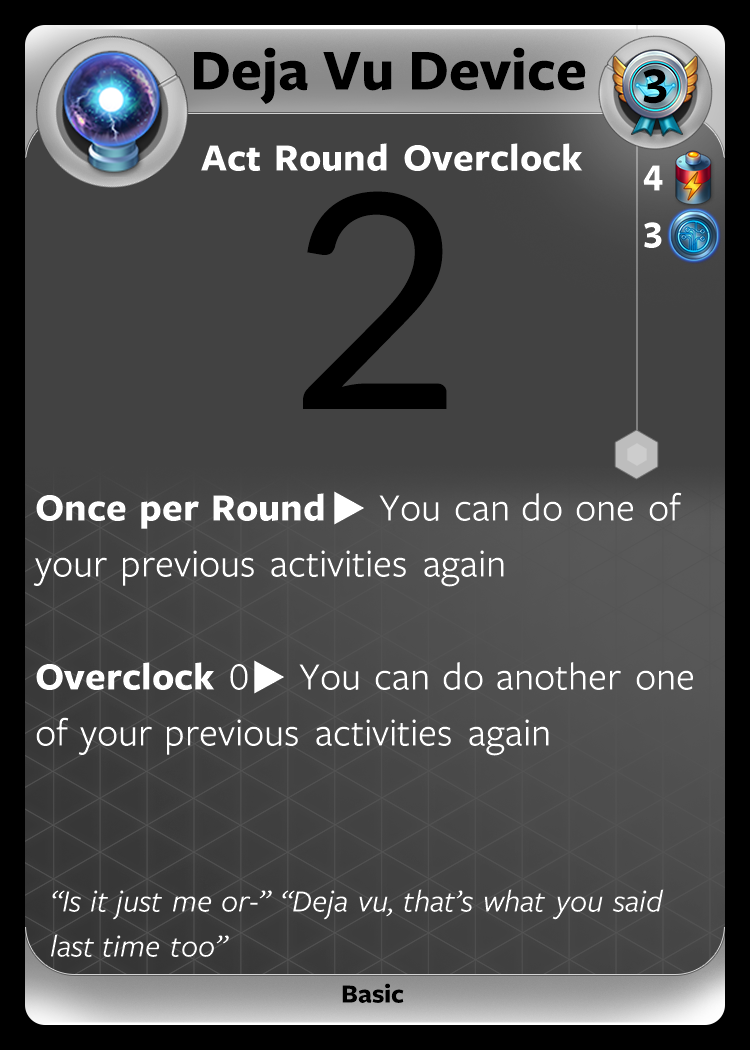 Deja Vu Device
3
Act Round Overclock
4
3
2
Once per Round▶ You can do one of
your previous activities again
Overclock 0▶ You can do another one
of your previous activities again
“Is it just me or-” “Deja vu, that’s what you said
last time too”
Basic